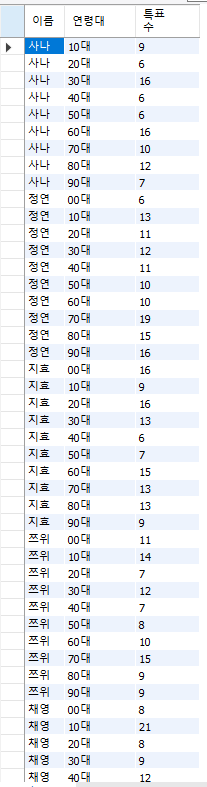 이름 연령대 특표수
사나 10대 9
사나 20대 6
사나 30대 16
사나 40대 6
사나 50대 6
사나 60대 16
사나 70대 10
사나 80대 12
사나 90대 7
정연 00대 6
정연 10대 13
정연 20대 11
정연 30대 12
정연 40대 11
정연 50대 10
정연 60대 10
정연 70대 19
정연 80대 15
정연 90대 16
지효 00대 16
지효 10대 9
지효 20대 16
지효 30대 13
지효 40대 6
지효 50대 7
지효 60대 15
지효 70대 13
지효 80대 13
지효 90대 9
쯔위 00대 11
쯔위 10대 14
쯔위 20대 7
쯔위 30대 12
쯔위 40대 7
쯔위 50대 8
쯔위 60대 10
쯔위 70대 15
쯔위 80대 9
쯔위 90대 9
채영 00대 8
채영 10대 21
채영 20대 8
채영 30대 9
채영 40대 12